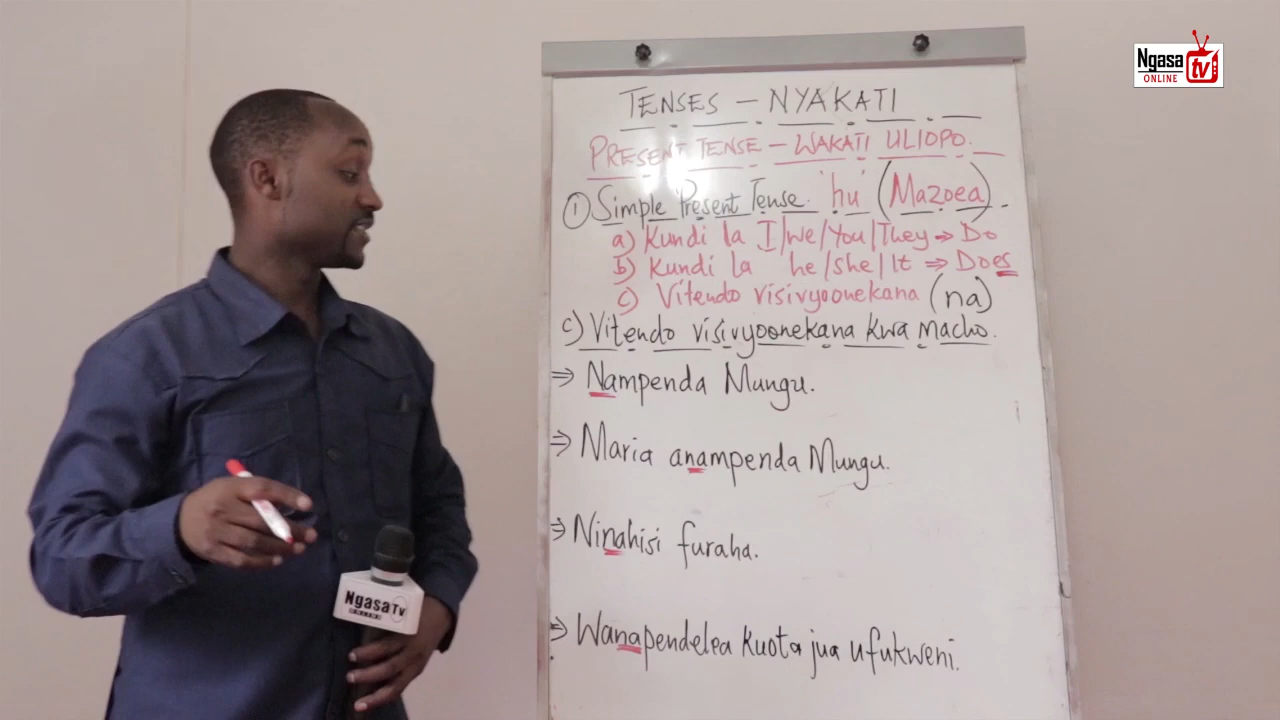 Ngasa tv
ONLINE
TENSES - NYAKATI
PRESENT TENSE - WAKATI ULIOPO.
① Simple Present Tense 'hu' (Mazoea)
a) Kundi la I/we/You/They ⇒ Do
b) Kundi la he/she/It ⇒ Does
c) Vitendo visivyoonekana (na)
c) Vitendo visivyoonekana kwa macho.
⇒ Nampenda Mungu.
⇒ Maria anampenda Mungu.
⇒ Ninahisi furaha.
⇒ Wanapendelea kuota jua ufukweni.
Ngasa Tv
ONLINE